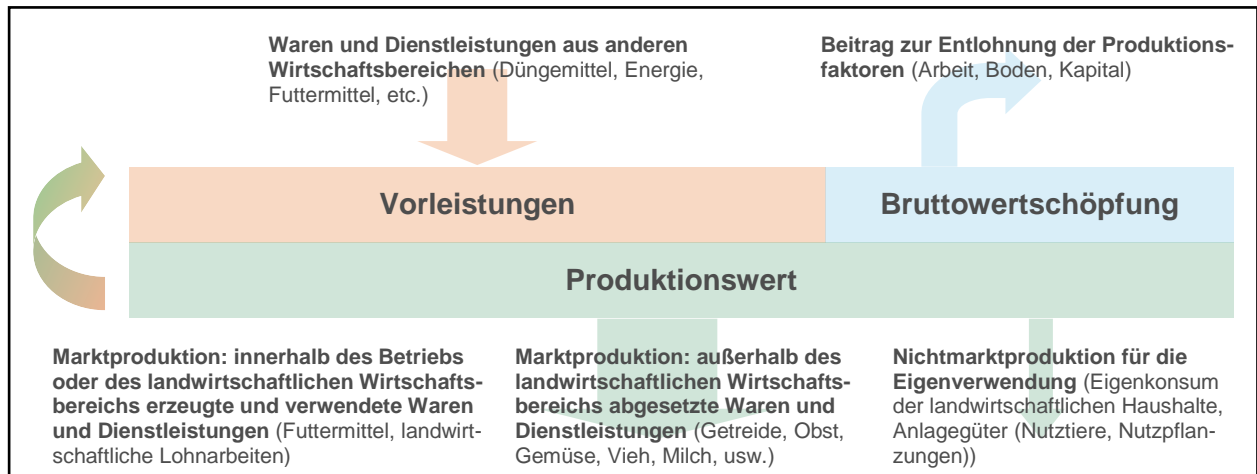 Waren und Dienstleistungen aus anderen
Wirtschaftsbereichen (Düngemittel, Energie,
Futtermittel, etc.)
Beitrag zur Entlohnung der Produktions-
faktoren (Arbeit, Boden, Kapital)
Vorleistungen
Bruttowertschöpfung
Produktionswert
Marktproduktion: innerhalb des Betriebs
oder des landwirtschaftlichen Wirtschafts-
bereichs erzeugte und verwendete Waren
und Dienstleistungen (Futtermittel, landwirt-
schaftliche Lohnarbeiten)
Marktproduktion: außerhalb des
landwirtschaftlichen Wirtschafts-
bereichs abgesetzte Waren und
Dienstleistungen (Getreide, Obst,
Gemüse, Vieh, Milch, usw.)
Nichtmarktproduktion für die
Eigenverwendung (Eigenkonsum
der landwirtschaftlichen Haushalte,
Anlagegüter (Nutztiere, Nutzpflan-
zungen))